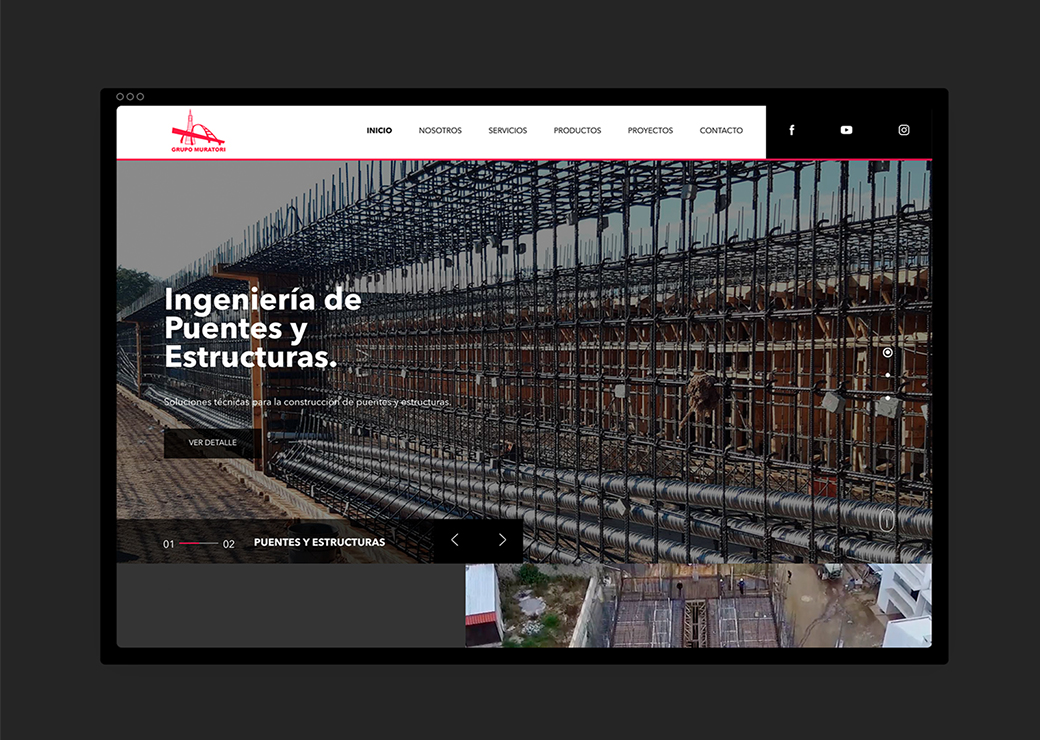 GRUPO MURATORI
INICIO NOSOTROS SERVICIOS PRODUCTOS PROYECTOS CONTACTO
Ingeniería de
Puentes y
Estructuras.
Soluciones técnicas para la construcción de puentes y estructuras.
VER DETALLE
01 02 PUENTES Y ESTRUCTURAS